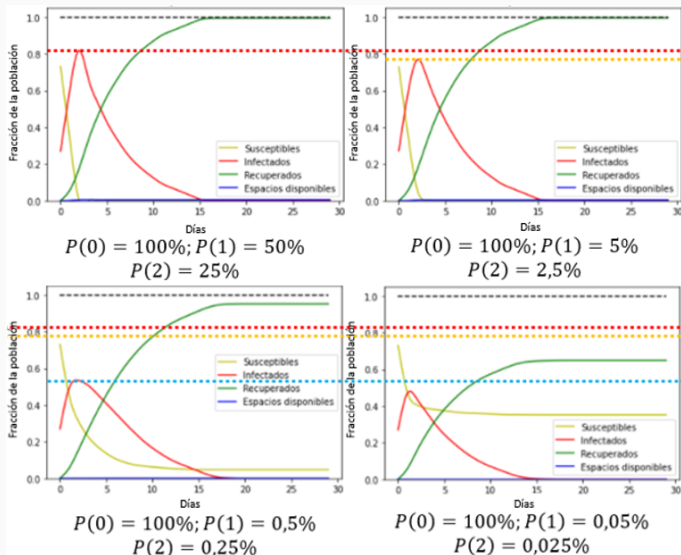 Fracción de la población
1.0
0.8
0.6
0.4
0.2
0.0
Susceptibles
Infectados
Recuperados
Espacios disponibles
0 5 10 15 20 25 30
Días
P(0) = 100%; P(1) = 50%
P(2) = 25%
Fracción de la población
1.0
0.8
0.6
0.4
0.2
0.0
Susceptibles
Infectados
Recuperados
Espacios disponibles
0 5 10 15 20 25 30
Días
P(0) = 100%; P(1) = 5%
P(2) = 2,5%
Fracción de la población
1.0
0.8
0.6
0.4
0.2
0.0
Susceptibles
Infectados
Recuperados
Espacios disponibles
0 5 10 15 20 25 30
Días
P(0) = 100%; P(1) = 0,5%
P(2) = 0,25%
Fracción de la población
1.0
0.8
0.6
0.4
0.2
0.0
Susceptibles
Infectados
Recuperados
Espacios disponibles
0 5 10 15 20 25 30
Días
P(0) = 100%; P(1) = 0,05%
P(2) = 0,025%